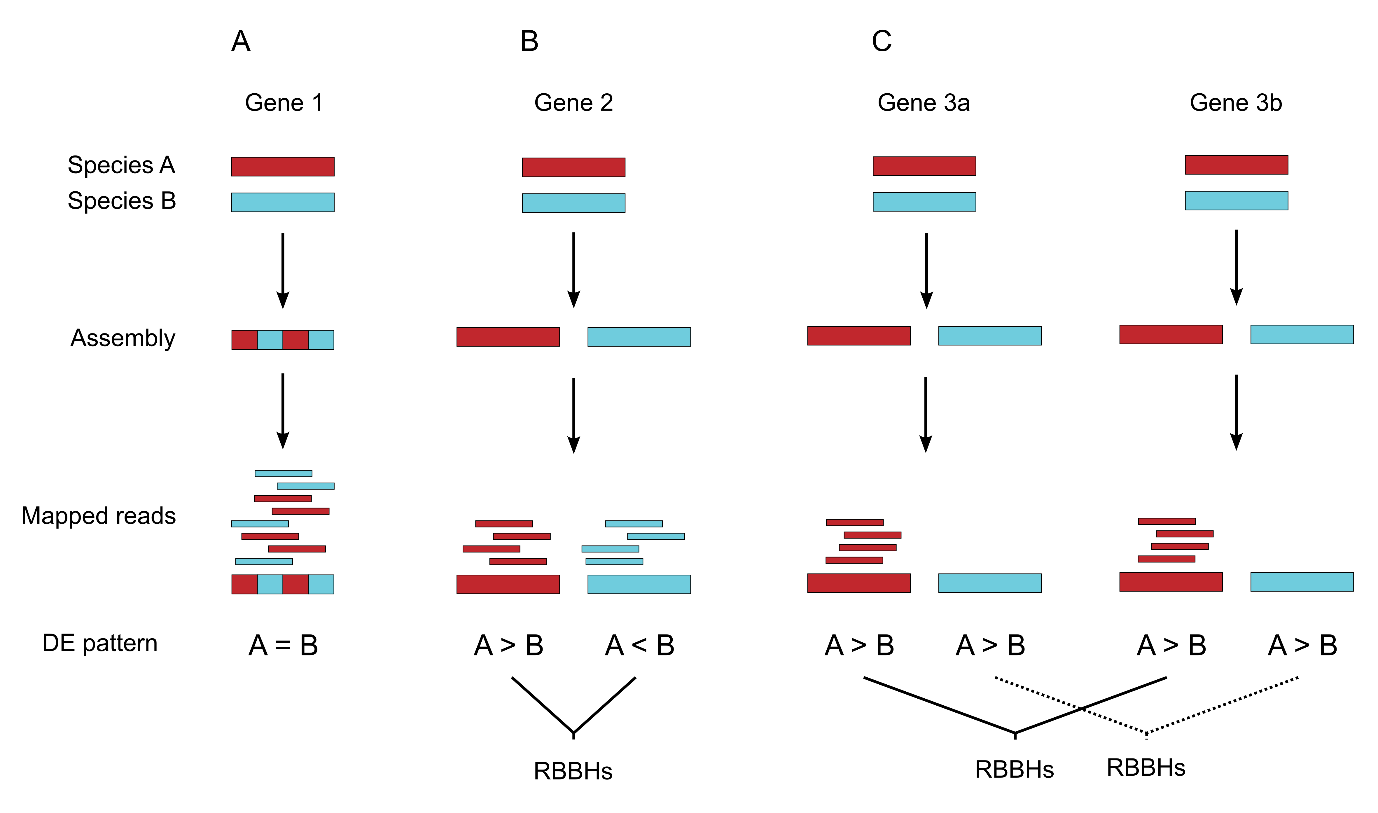 A B C
Gene 1 Gene 2 Gene 3a Gene 3b
Species A
Species B
Assembly
Mapped reads
DE pattern A = B A > B A < B A > B A > B A > B A > B
RBBHs RBBHs RBBHs